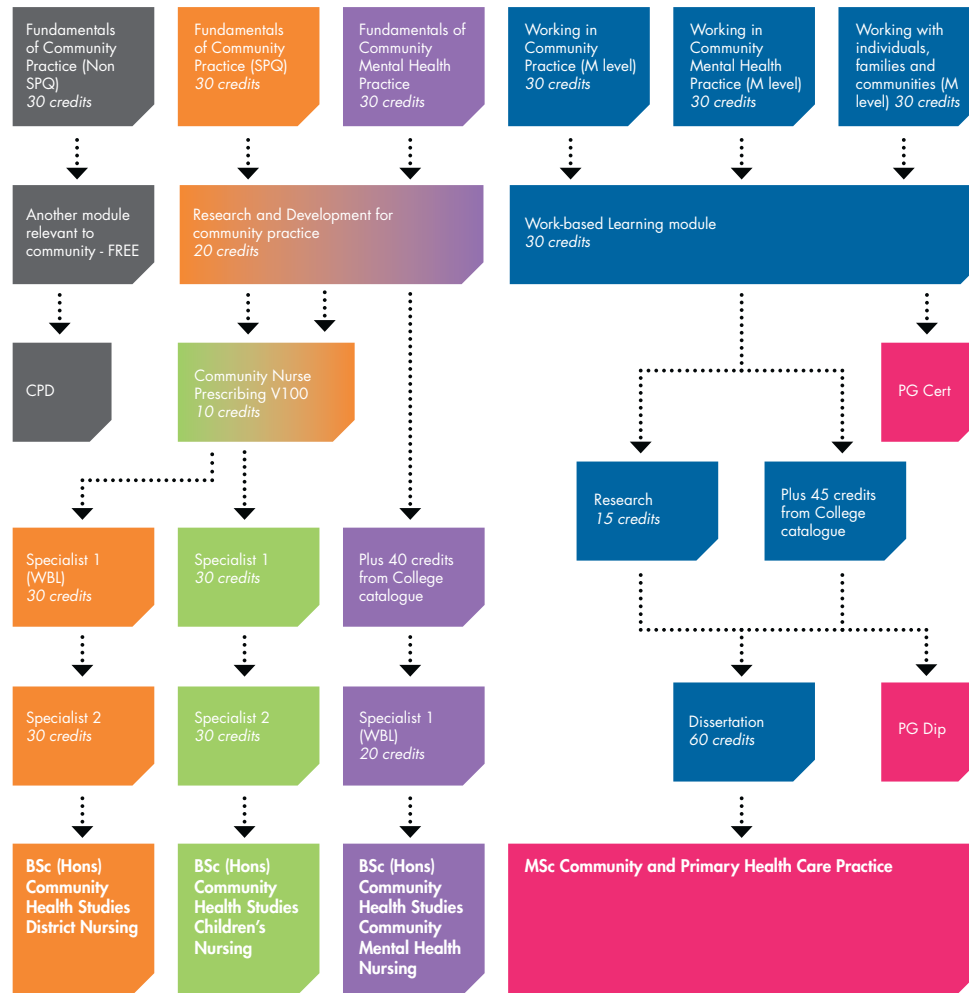 Fundamentals
of Community
Practice (Non
SPQ)
30 credits
Fundamentals
of Community
Practice (SPQ)
30 credits
Fundamentals of
Community
Mental Health
Practice
30 credits
Working in
Community
Practice (M level)
30 credits
Working in
Community
Mental Health
Practice (M level)
30 credits
Working with
individuals,
families and
communities (M
level) 30 credits
Another module
relevant to
community - FREE
Research and Development for
community practice
20 credits
Work-based Learning module
30 credits
CPD
Community Nurse
Prescribing V100
10 credits
PG Cert
Research
15 credits
Plus 45 credits
from College
catalogue
Specialist 1
(WBL)
30 credits
Specialist 1
30 credits
Plus 40 credits
from College
catalogue
Specialist 2
30 credits
Specialist 2
30 credits
Specialist 1
(WBL)
20 credits
Dissertation
60 credits
PG Dip
BSc (Hons)
Community
Health Studies
District Nursing
BSc (Hons)
Community
Health Studies
Children’s
Nursing
BSc (Hons)
Community
Health Studies
Community
Mental Health
Nursing
MSc Community and Primary Health Care Practice